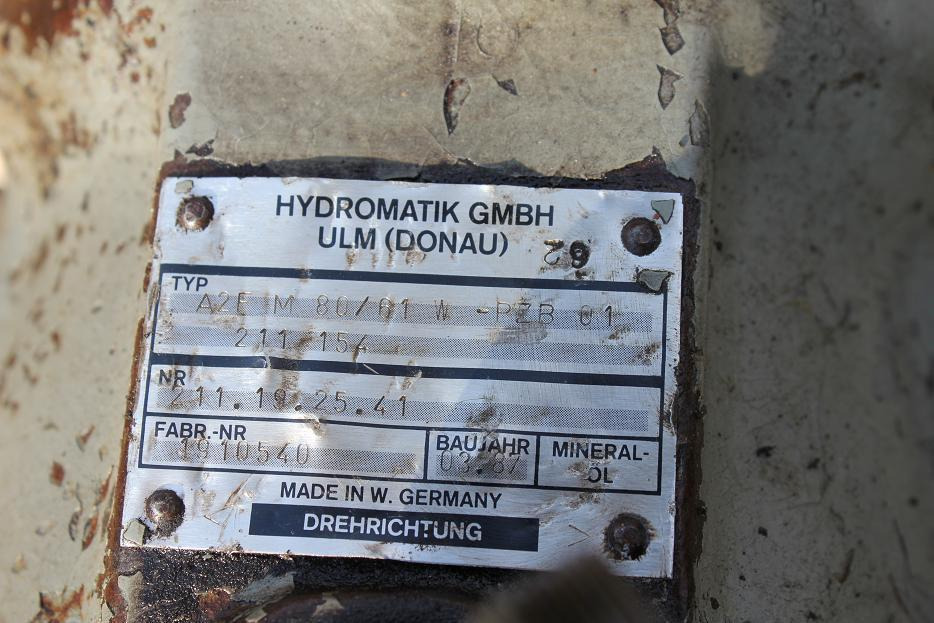 HYDROMATIK GMBH
ULM (DONAU)
TYP
A2F M 80/61 W -PZB 01
211 154
NR
211.19.25.41
FABR.-NR
1910540
BAUJAHR
03.87
MINERAL-
ÖL
MADE IN W. GERMANY
DREHRICHTUNG